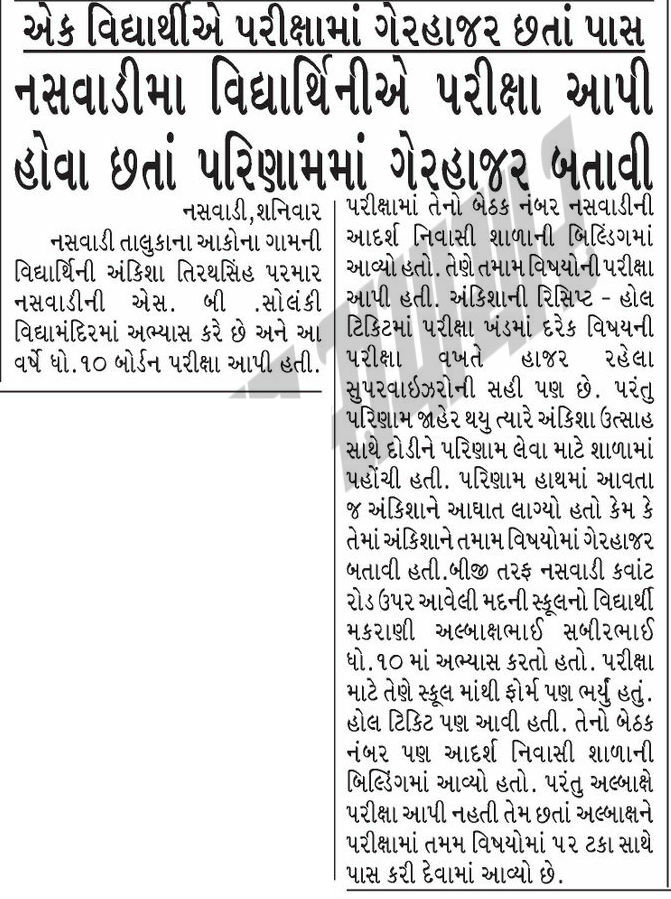 એક વિદ્યાર્થીએ પરીક્ષામાં ગેરહાજર છતાં પાસ
નસવાડીમા વિદ્યાર્થિનીએ પરીક્ષા આપી
હોવા છતાં પરિણામમાં ગેરહાજર બતાવી
નસવાડી,શનિવાર
નસવાડી તાલુકાના આકોના ગામની
વિદ્યાર્થિની અંકિશા તિરથસિંહ પરમાર
નસવાડીની એસ. બી .સોલંકી
વિદ્યામંદિરમાં અભ્યાસ કરે છે અને આ
વર્ષે ધો.૧૦ બોર્ડન પરીક્ષા આપી હતી.
પરીક્ષામાં તેનો બેઠક નંબર નસવાડીની
આદર્શ નિવાસી શાળાની બિલ્ડિંગમાં
આવ્યો હતો. તેણે તમામ વિષયોની પરીક્ષા
આપી હતી. અંકિશાની રિસિપ્ટ - હોલ
ટિકિટમાં પરીક્ષા ખંડમાં દરેક વિષયની
પરીક્ષા વખતે હાજર રહેલા
સુપરવાઇઝરોની સહી પણ છે. પરંતુ
પરિણામ જાહેર થયુ ત્યારે અંકિશા ઉત્સાહ
સાથે દોડીને પરિણામ લેવા માટે શાળામાં
પહોંચી હતી. પરિણામ હાથમાં આવતા
જ અંકિશાને આઘાત લાગ્યો હતો કેમ કે
તેમાં અંકિશાને તમામ વિષયોમાં ગેરહાજર
બતાવી હતી.બીજી તરફ નસવાડી કવાંટ
રોડ ઉપર આવેલી મદની સ્કૂલનો વિદ્યાર્થી
મકરાણી અલ્બાક્ષભાઈ સબીરભાઈ
ધો.૧૦ માં અભ્યાસ કરતો હતો. પરીક્ષા
માટે તેણે સ્કૂલ માંથી ફોર્મ પણ ભર્યું હતું.
હોલ ટિકિટ પણ આવી હતી. તેનો બેઠક
નંબર પણ આદર્શ નિવાસી શાળાની
બિલ્ડિંગમાં આવ્યો હતો. પરંતુ અલ્બાક્ષે
પરીક્ષા આપી નહતી તેમ છતાં અલ્બાક્ષને
પરીક્ષામાં તમમ વિષયોમાં ૫૨ ટકા સાથે
પાસ કરી દેવામાં આવ્યો છે.